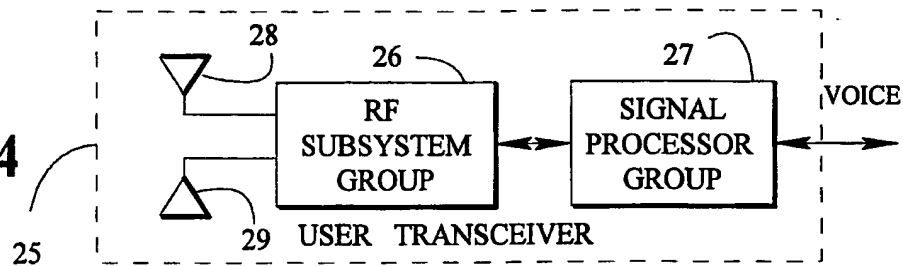 28
26
27
RF
SUBSYSTEM
GROUP
SIGNAL
PROCESSOR
GROUP
VOICE
4
25
29
USER TRANSCEIVER